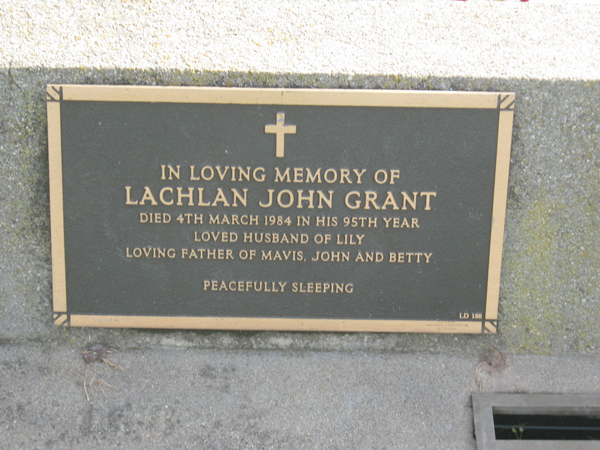 IN LOVING MEMORY OF
LACHLAN JOHN GRANT
DIED 4TH MARCH 1984 IN HIS 95TH YEAR
LOVED HUSBAND OF LILY
LOVING FATHER OF MAVIS, JOHN AND BETTY
PEACEFULLY SLEEPING
LD 188